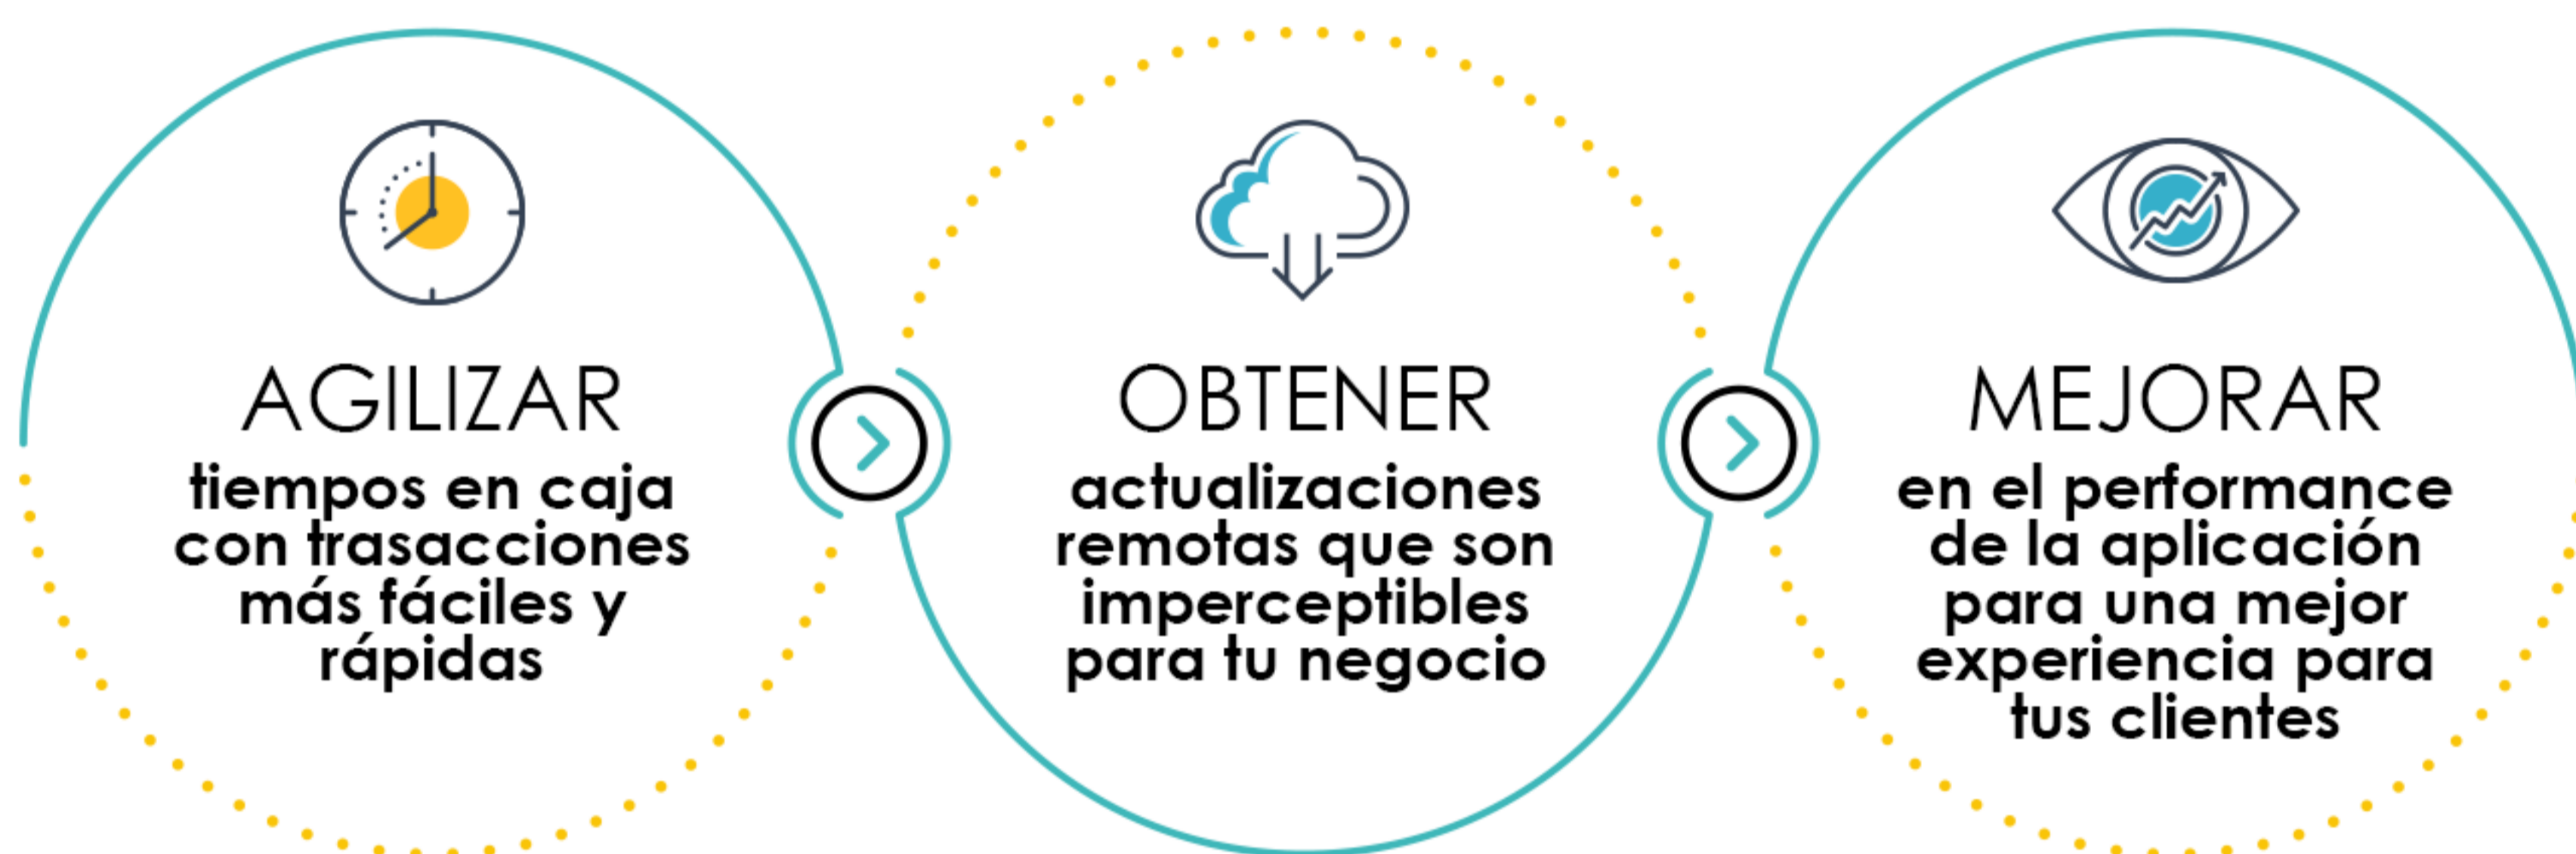 AGILIZAR
tiempos en caja
con trasacciones
más fáciles y
rápidas
OBTENER
actualizaciones
remotas que son
imperceptibles
para tu negocio
MEJORAR
en el performance
de la aplicación
para una mejor
experiencia para
tus clientes